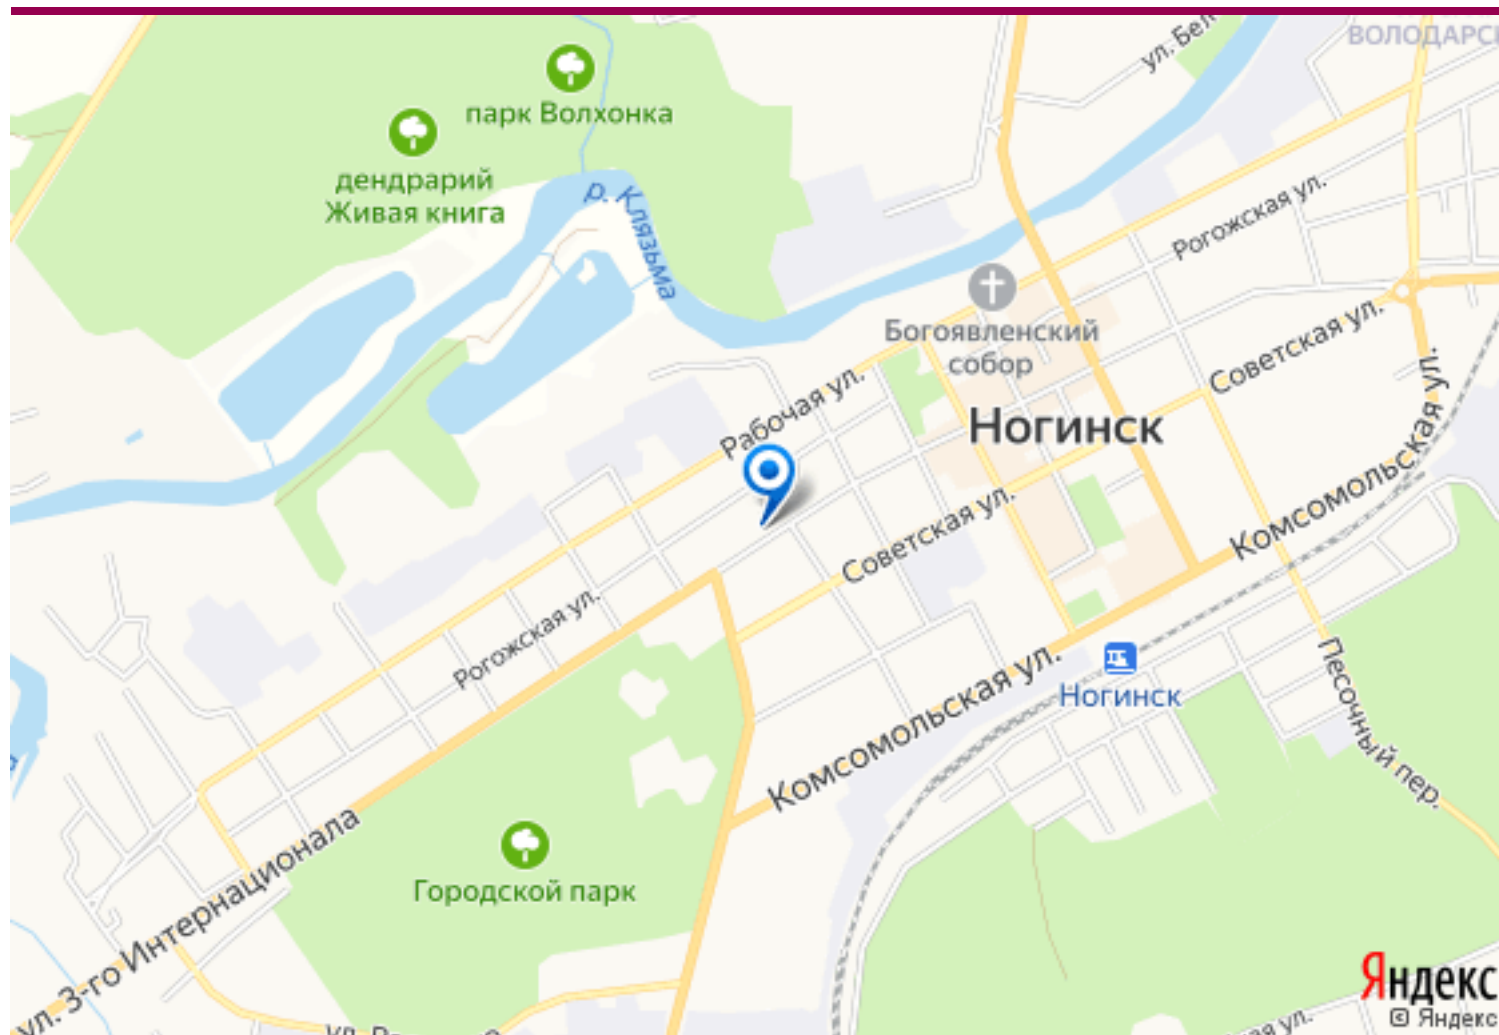 ул. Бел
ВОЛОДАРС
парк Волхонка
дендрарий
Живая книга
р. Клязьма
Рогожская ул.
Богоявленский
собор
Советская ул.
Рабочая ул.
Ногинск
Комсомольская ул.
Советская ул.
Рогожская ул.
Комсомольская ул.
Ногинск
Песочный пер.
ул. 3-го Интернационала
Городской парк
Яндекс
© Яндекс